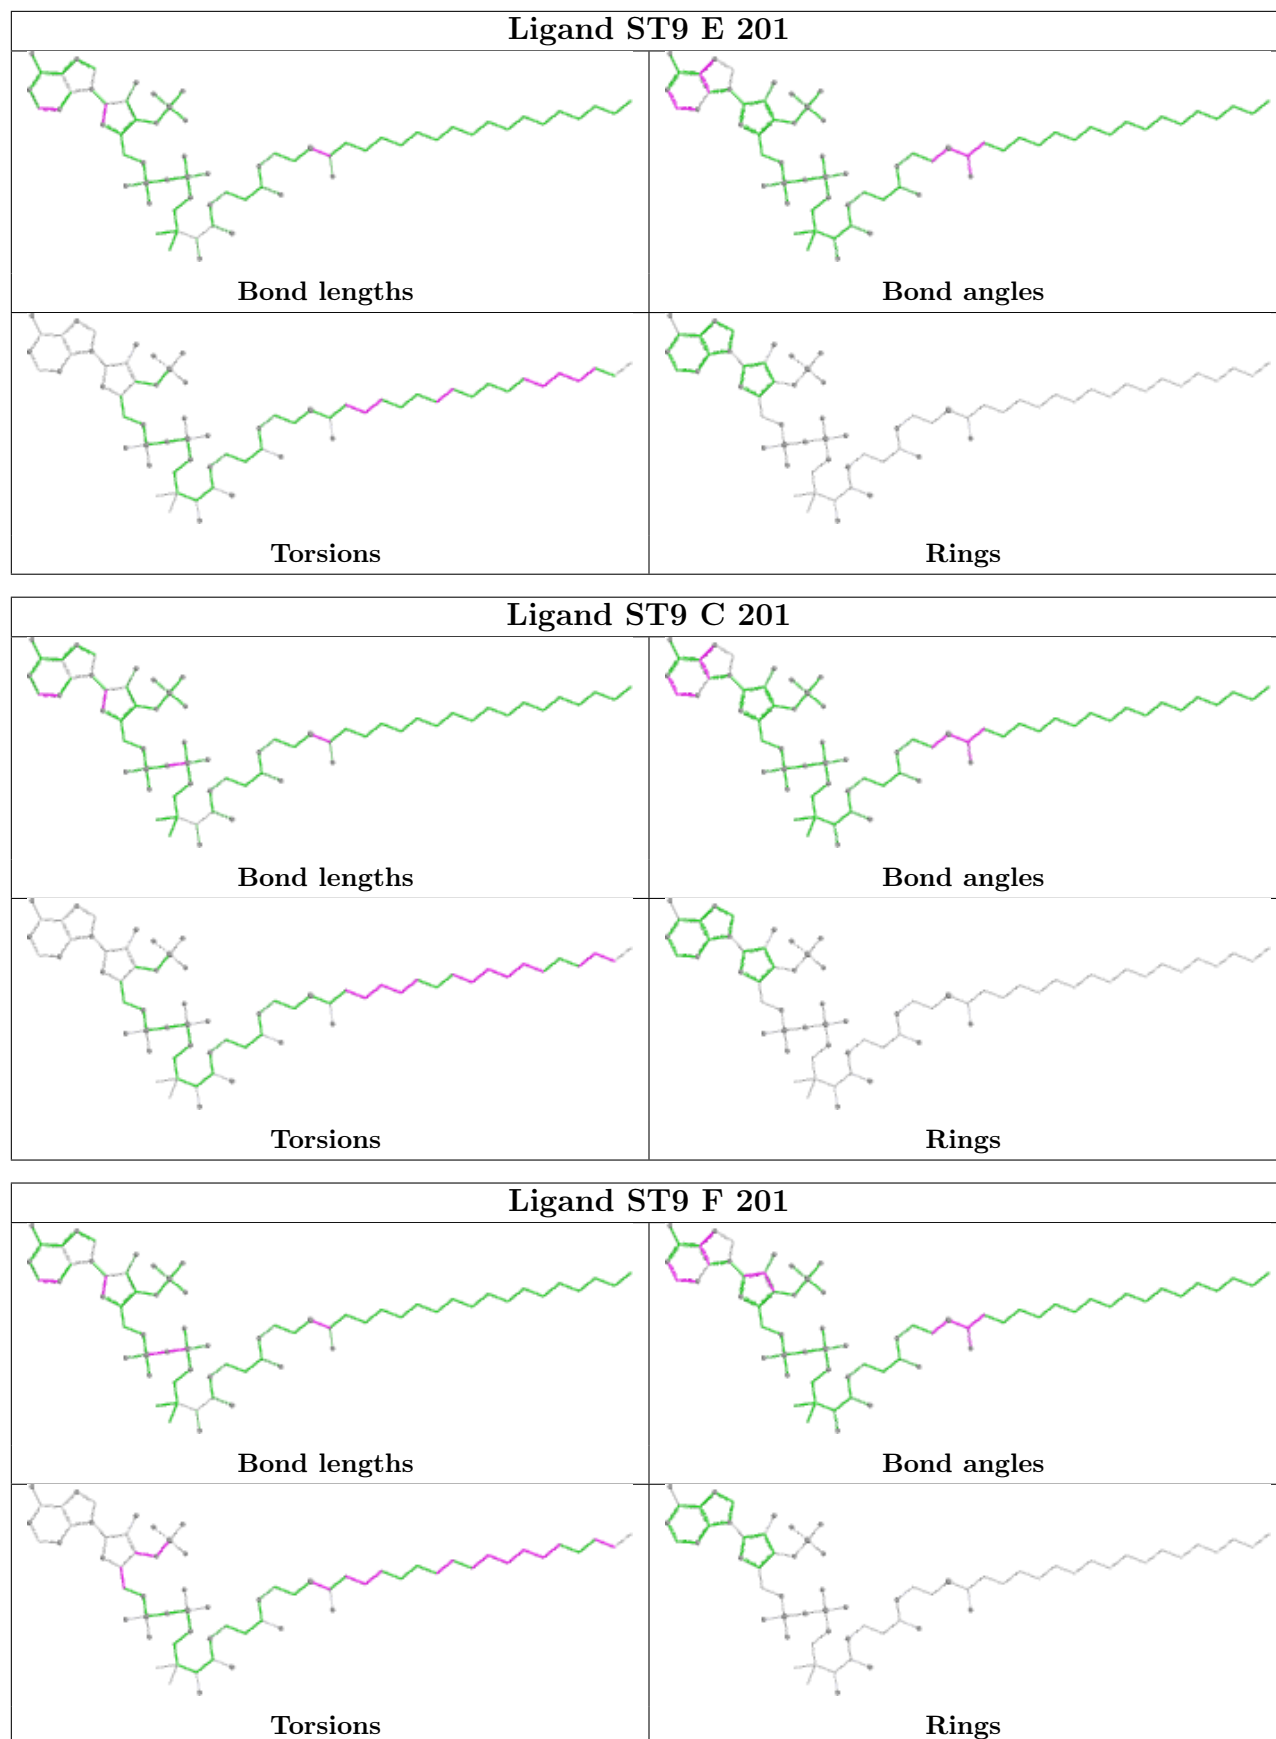 Ligand ST9 E 201
Bond lengths
Bond angles
Torsions
Rings
Ligand ST9 C 201
Bond lengths
Bond angles
Torsions
Rings
Ligand ST9 F 201
Bond lengths
Bond angles
Torsions
Rings